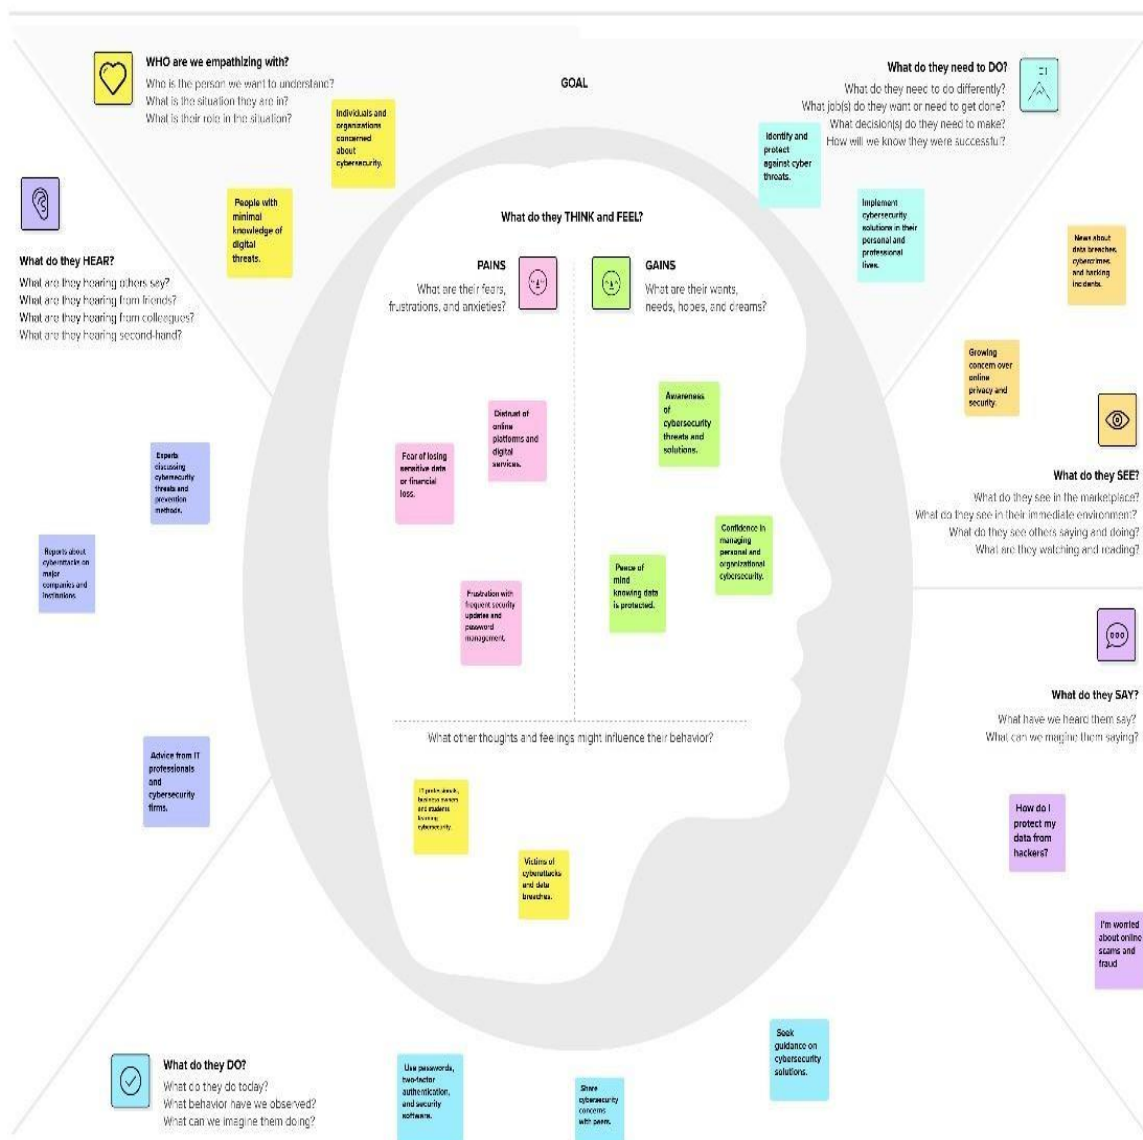 WHO are we empathizing with?
Who is the person we want to understand?
What is the situation they are in?
What is their role in the situation?
Individuals and
organizations
concerned
about
cybersecurity.
People with
minimal
knowledge of
digital
threats.
GOAL
What do they need to DO?
What do they need to do differently?
What job(s) do they want or need to get done?
What decision(s) do they need to make?
How will we know they were successful?
Identify and
protect
against cyber
threats.
Implement
cybersecurity
solutions in their
personal and
professional
lives.
What do they HEAR?
What are they hearing others say?
What are they hearing from friends?
What are they hearing from colleagues?
What are they hearing second-hand?
Experts
discussing
cybersecurity
threats and
prevention
methods.
Reports about
cyberattacks on
major
companies and
institutions.
Advice from IT
professionals
and
cybersecurity
firms.
What do they THINK and FEEL?
PAINS
What are their fears,
frustrations, and anxieties?
Distrust of
online
platforms and
digital
services.
Fear of losing
sensitive data
or financial
loss.
Frustration with
frequent security
updates and
password
management.
GAINS
What are their wants,
needs, hopes, and dreams?
Awareness
of
cybersecurity
threats and
solutions.
Confidence in
managing
personal and
organizational
cybersecurity.
Peace of
mind
knowing data
is protected.
What other thoughts and feelings might influence their behavior?
IT professionals,
business owners
and students
learning
cybersecurity.
Victims of
cyberattacks
and data
breaches.
News about
data breaches,
cybercrimes,
and hacking
incidents.
Growing
concern over
online
privacy and
security.
What do they SEE?
What do they see in the marketplace?
What do they see in their immediate environment?
What do they see others saying and doing?
What are they watching and reading?
What do they SAY?
What have we heard them say?
What can we magine them saying?
How do I
protect my
data from
hackers?
I'm worried
about online
scams and
fraud
What do they DO?
What do they do today?
What behavior have we observed?
What can we imagine them doing?
Use passwords,
two-factor
authentication,
and security
software.
Share
cybersecurity
concerns
with peers.
Seek
guidance on
cybersecurity
solutions.